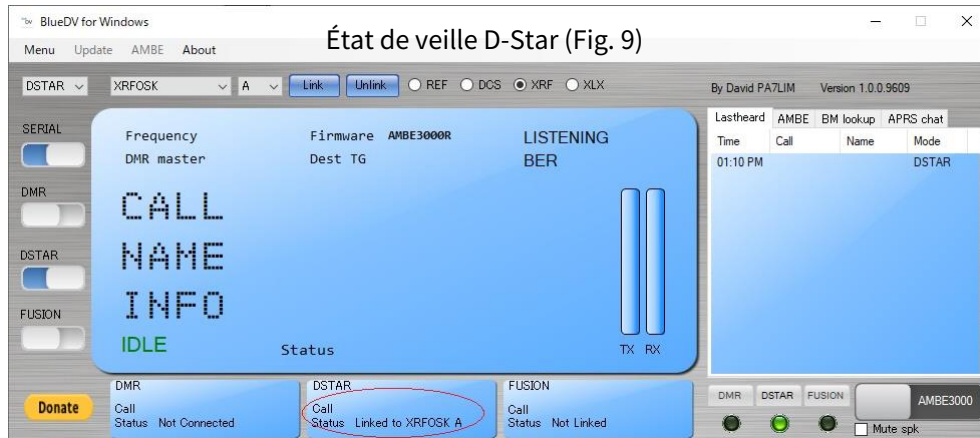 BlueDV for Windows
Menu Update AMBE About
État de veille D-Star (Fig. 9)
DSTAR XRFOSK A Link Unlink REF DCS XRF XLX
By David PA7LIM Version 1.0.0.9609
SERIAL
DMR
DSTAR
FUSION
Frequency Firmware AMBE3000R LISTENING
DMR master Dest TG BER
CALL
NAME
INFO
IDLE Status TX RX
Lastheard AMBE BM lookup APRS chat
Time Call Name Mode
01:10 PM DSTAR
Donate
DMR
Call
Status Not Connected
DSTAR
Call
Status Linked to XRFOSK A
FUSION
Call
Status Not Linked
DMR DSTAR FUSION
AMBE3000
Mute spk